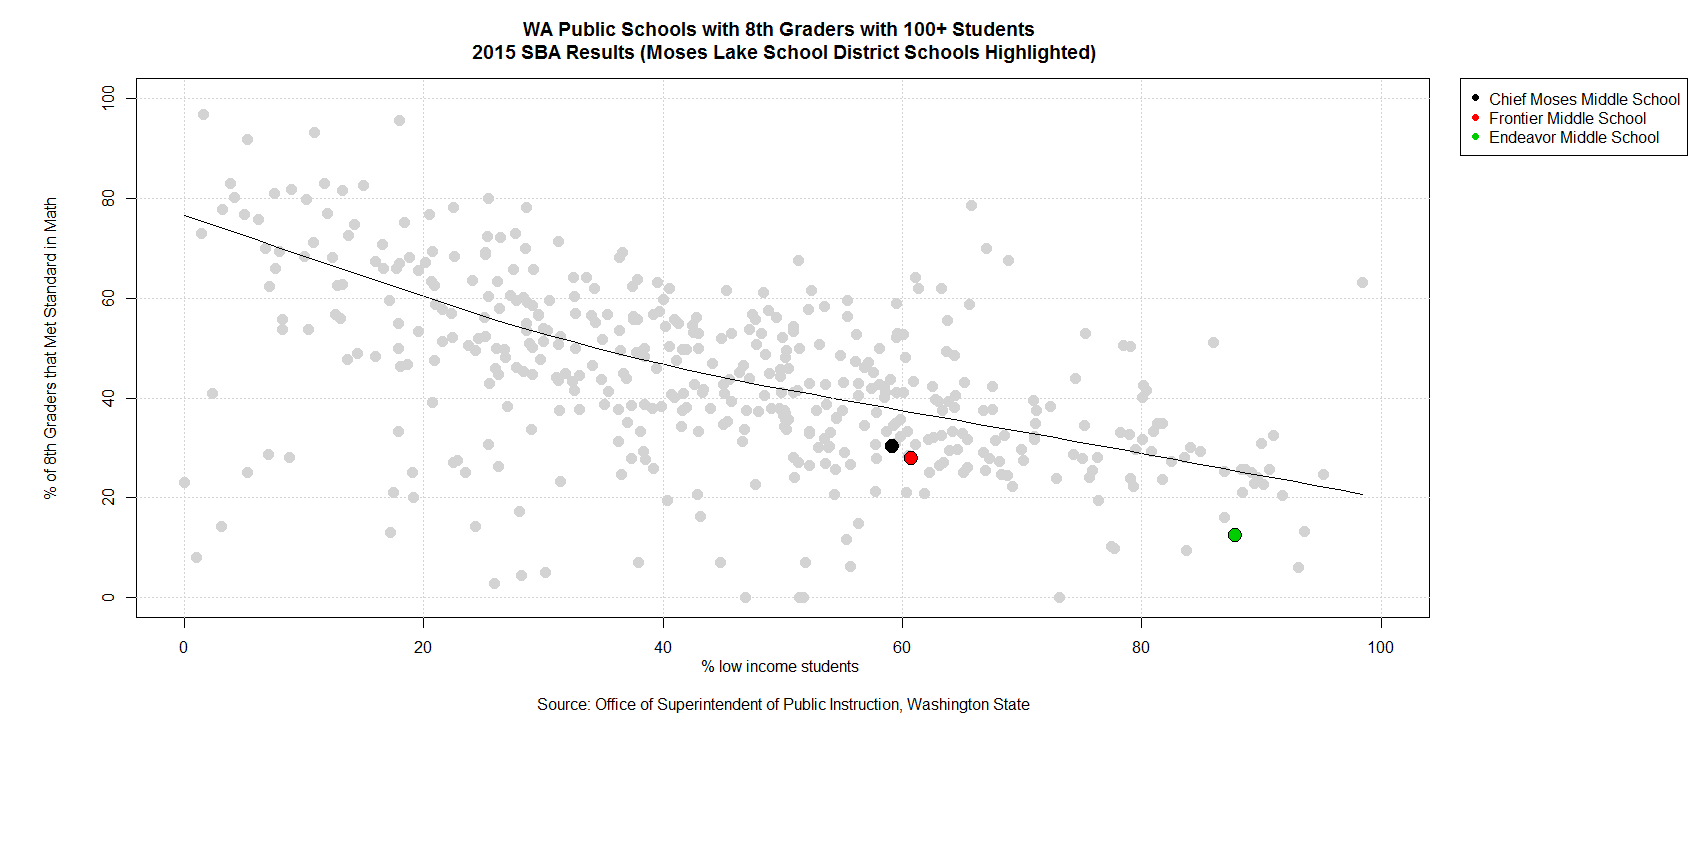 WA Public Schools with 8th Graders with 100+ Students
2015 SBA Results (Moses Lake School District Schools Highlighted)
Chief Moses Middle School
Frontier Middle School
Endeavor Middle School
% of 8th Graders that Met Standard in Math
100
80
60
40
20
0
0 20 40 60 80 100
% low income students
Source: Office of Superintendent of Public Instruction, Washington State